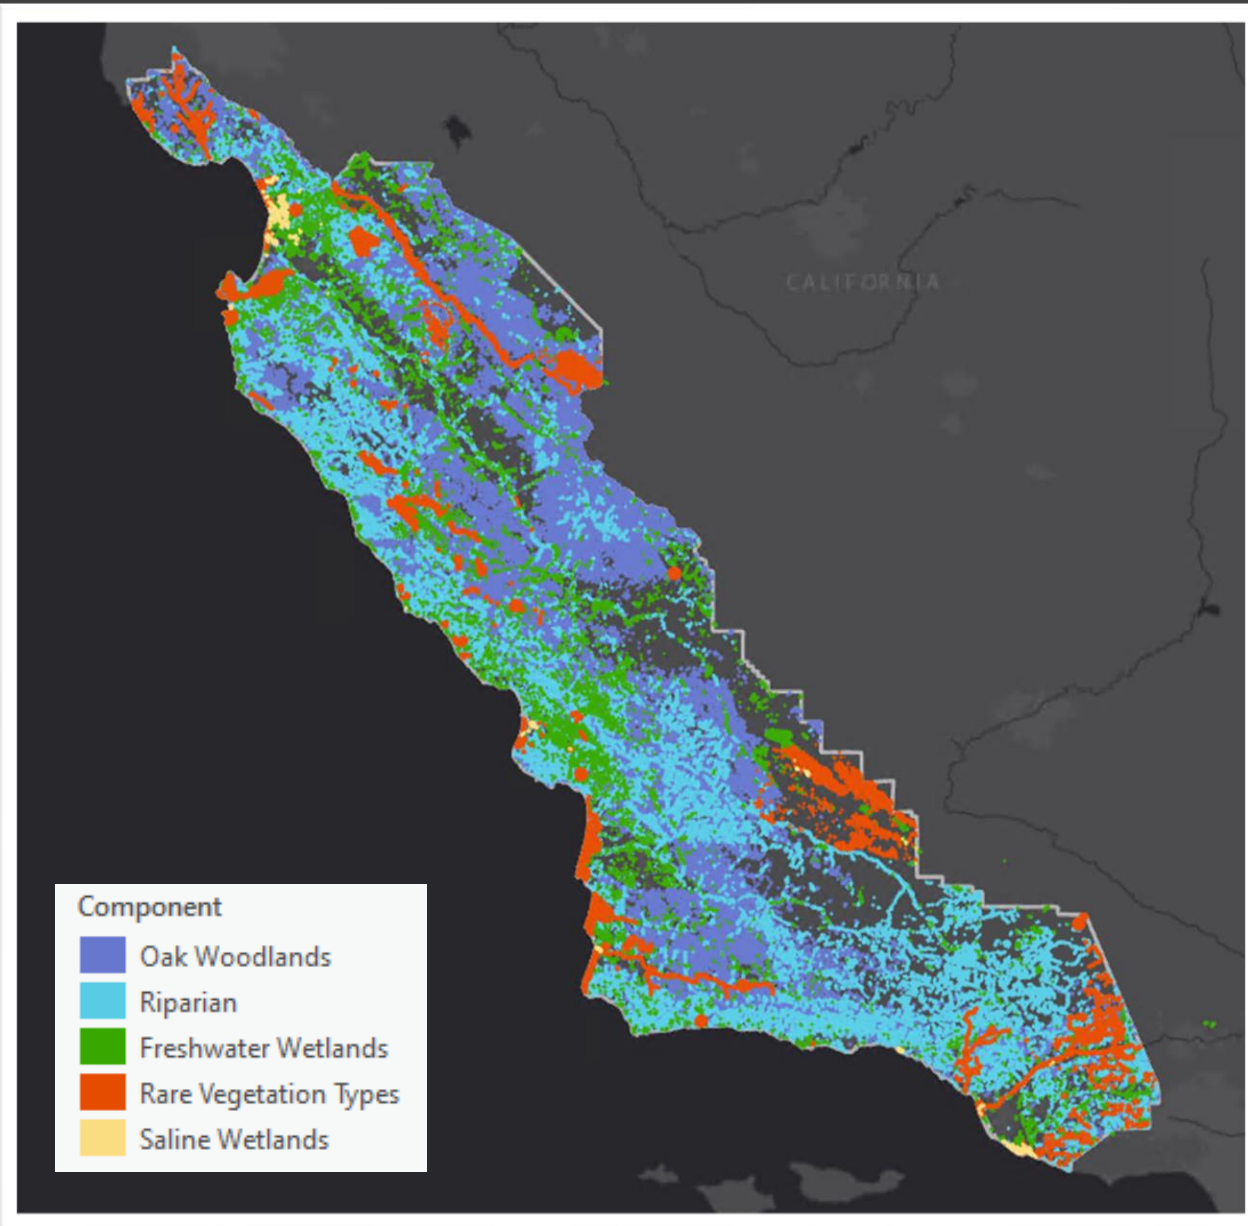 CALIFORNIA
Component
Oak Woodlands
Riparian
Freshwater Wetlands
Rare Vegetation Types
Saline Wetlands